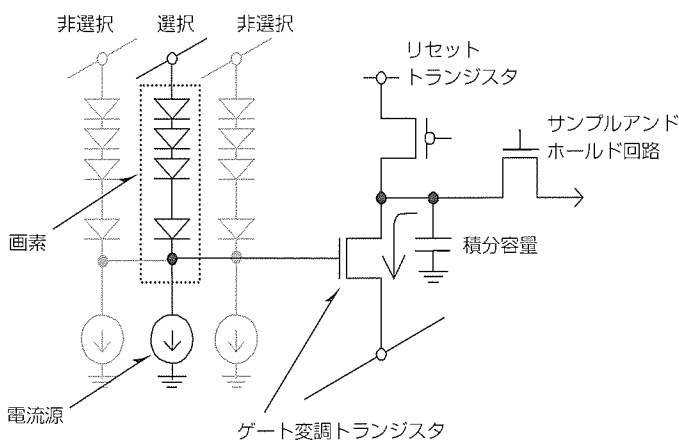 非選択
選択
非選択
リセット
トランジスタ
サンプルアンド
ホールド回路
画素
積分容量
電流源
ゲート変調トランジスタ